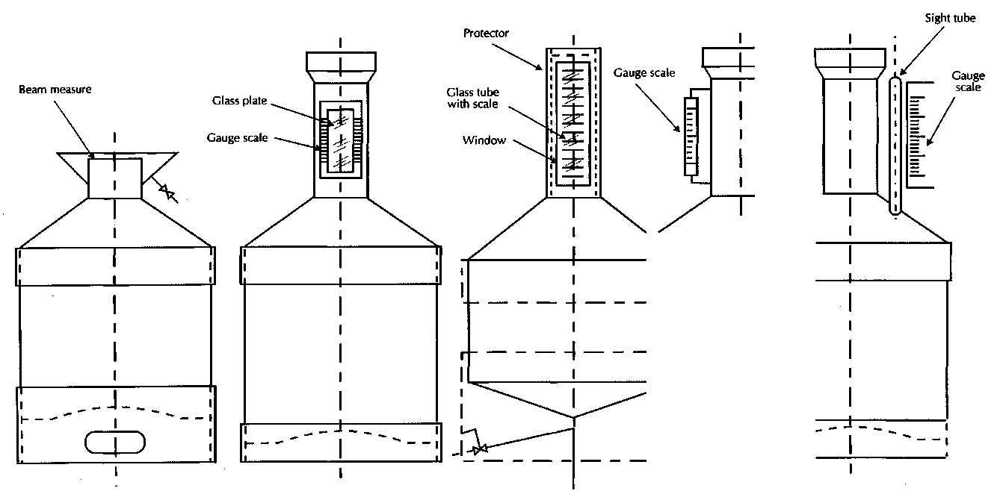 Beam measure
Glass plate
Gauge scale
Protector
Glass tube
with scale
Window
Gauge scale
Sight tube
Gauge
scale